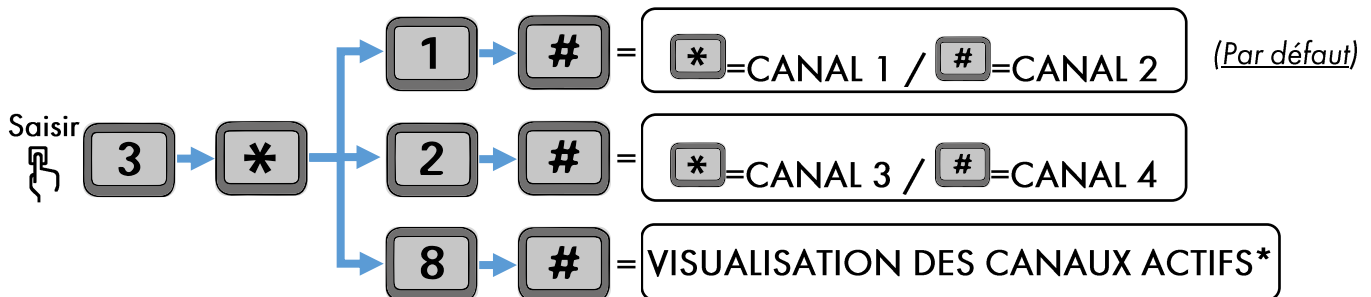 1 # = *=CANAL 1 / #=CANAL 2 (Par défaut)
Saisir 3 * 2 # = *=CANAL 3 / #=CANAL 4
8 # = VISUALISATION DES CANAUX ACTIFS*